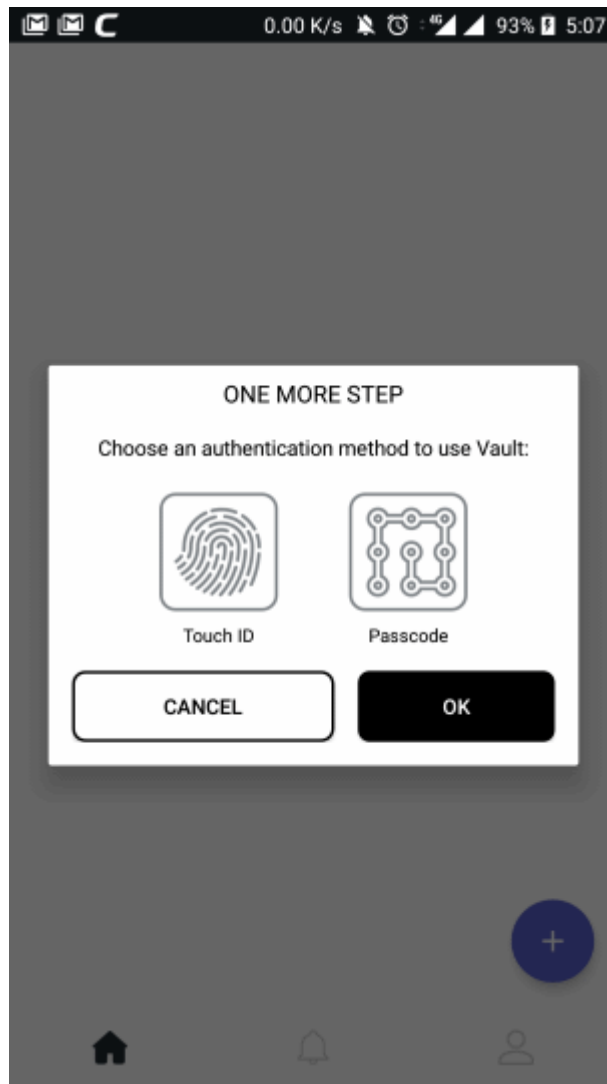 0.00 K/s 4G 93% 5:07
ONE MORE STEP
Choose an authentication method to use Vault:
Touch ID Passcode
CANCEL OK